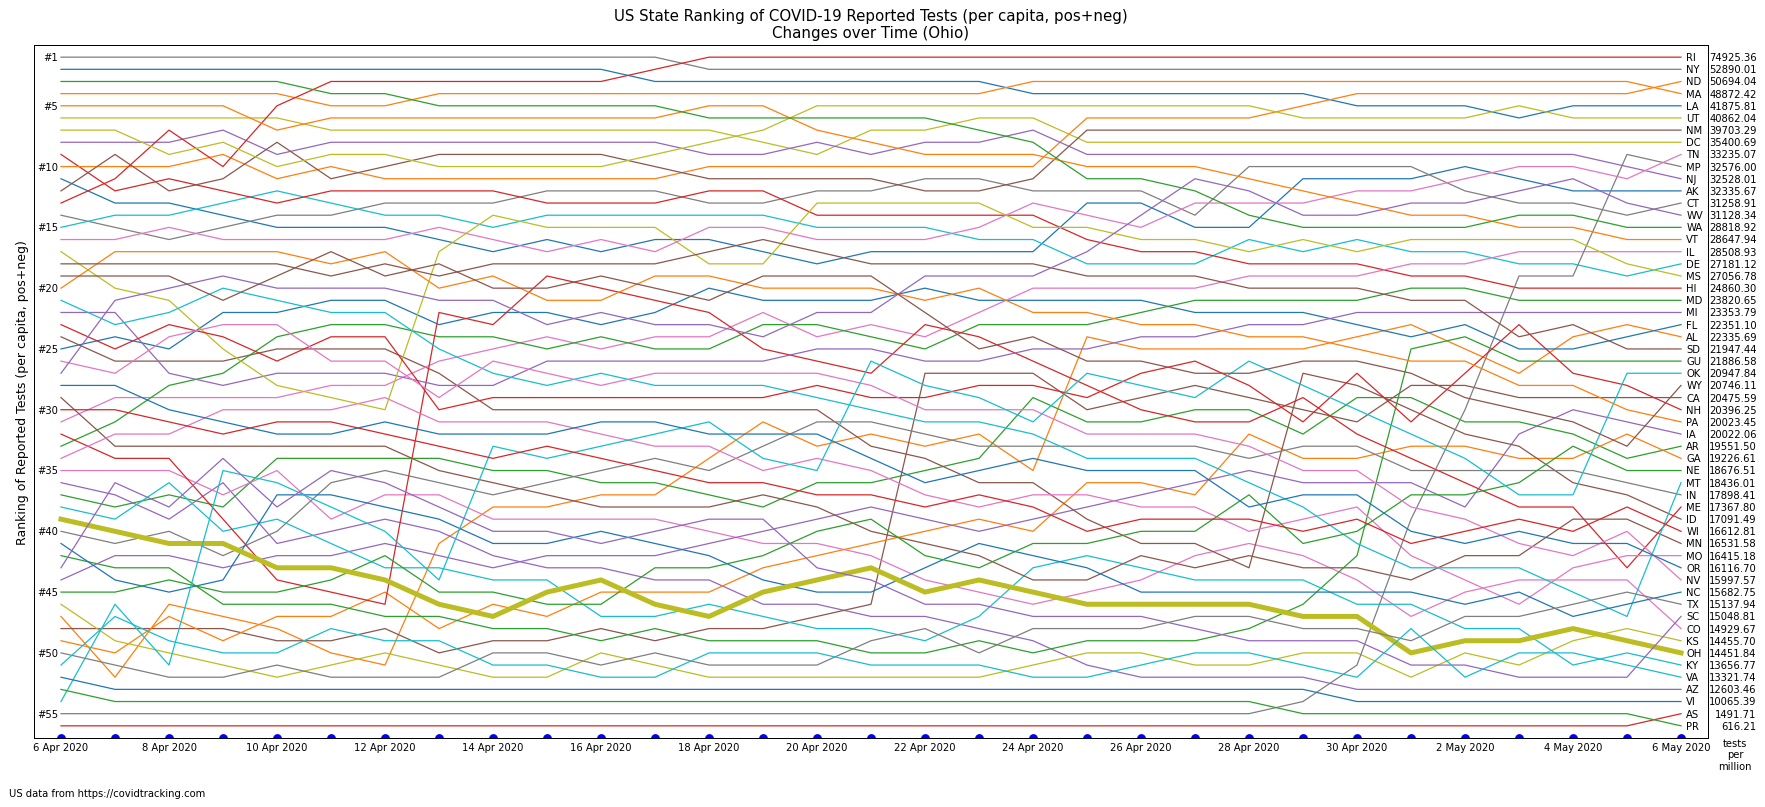 US State Ranking of COVID-19 Reported Tests (per capita, pos+neg)
Changes over Time (Ohio)
Ranking of Reported Tests (per capita, pos+neg)
#1
#5
#10
#15
#20
#25
#30
#35
#40
#45
#50
#55
RI 74925.36
NY 52890.01
ND 50694.04
MA 48872.42
LA 41875.81
UT 40862.04
NM 39703.29
DC 35400.69
TN 33235.07
MP 32576.00
NJ 32528.01
AK 32335.67
CT 31258.91
WV 31128.34
WA 28818.92
VT 28647.94
IL 28508.93
DE 27181.12
MS 27056.78
HI 24860.30
MD 23820.65
MI 23353.79
FL 22351.10
AL 22335.69
SD 21947.44
GU 21886.58
OK 20947.84
WY 20746.11
CA 20475.59
NH 20396.25
PA 20023.45
IA 20022.06
AR 19551.50
GA 19226.61
NE 18676.51
MT 18436.01
IN 17898.41
ME 17367.80
ID 17091.49
WI 16612.81
MN 16531.58
MO 16415.18
OR 16116.70
NV 15997.57
NC 15682.75
TX 15137.94
SC 15048.81
CO 14929.67
KS 14455.70
OH 14451.84
KY 13656.77
VA 13321.74
AZ 12603.46
VI 10065.39
AS 1491.71
PR 616.21
6 Apr 2020 8 Apr 2020 10 Apr 2020 12 Apr 2020 14 Apr 2020 16 Apr 2020 18 Apr 2020 20 Apr 2020 22 Apr 2020 24 Apr 2020 26 Apr 2020 28 Apr 2020 30 Apr 2020 2 May 2020 4 May 2020 6 May 2020
tests
per
million
US data from https://covidtracking.com